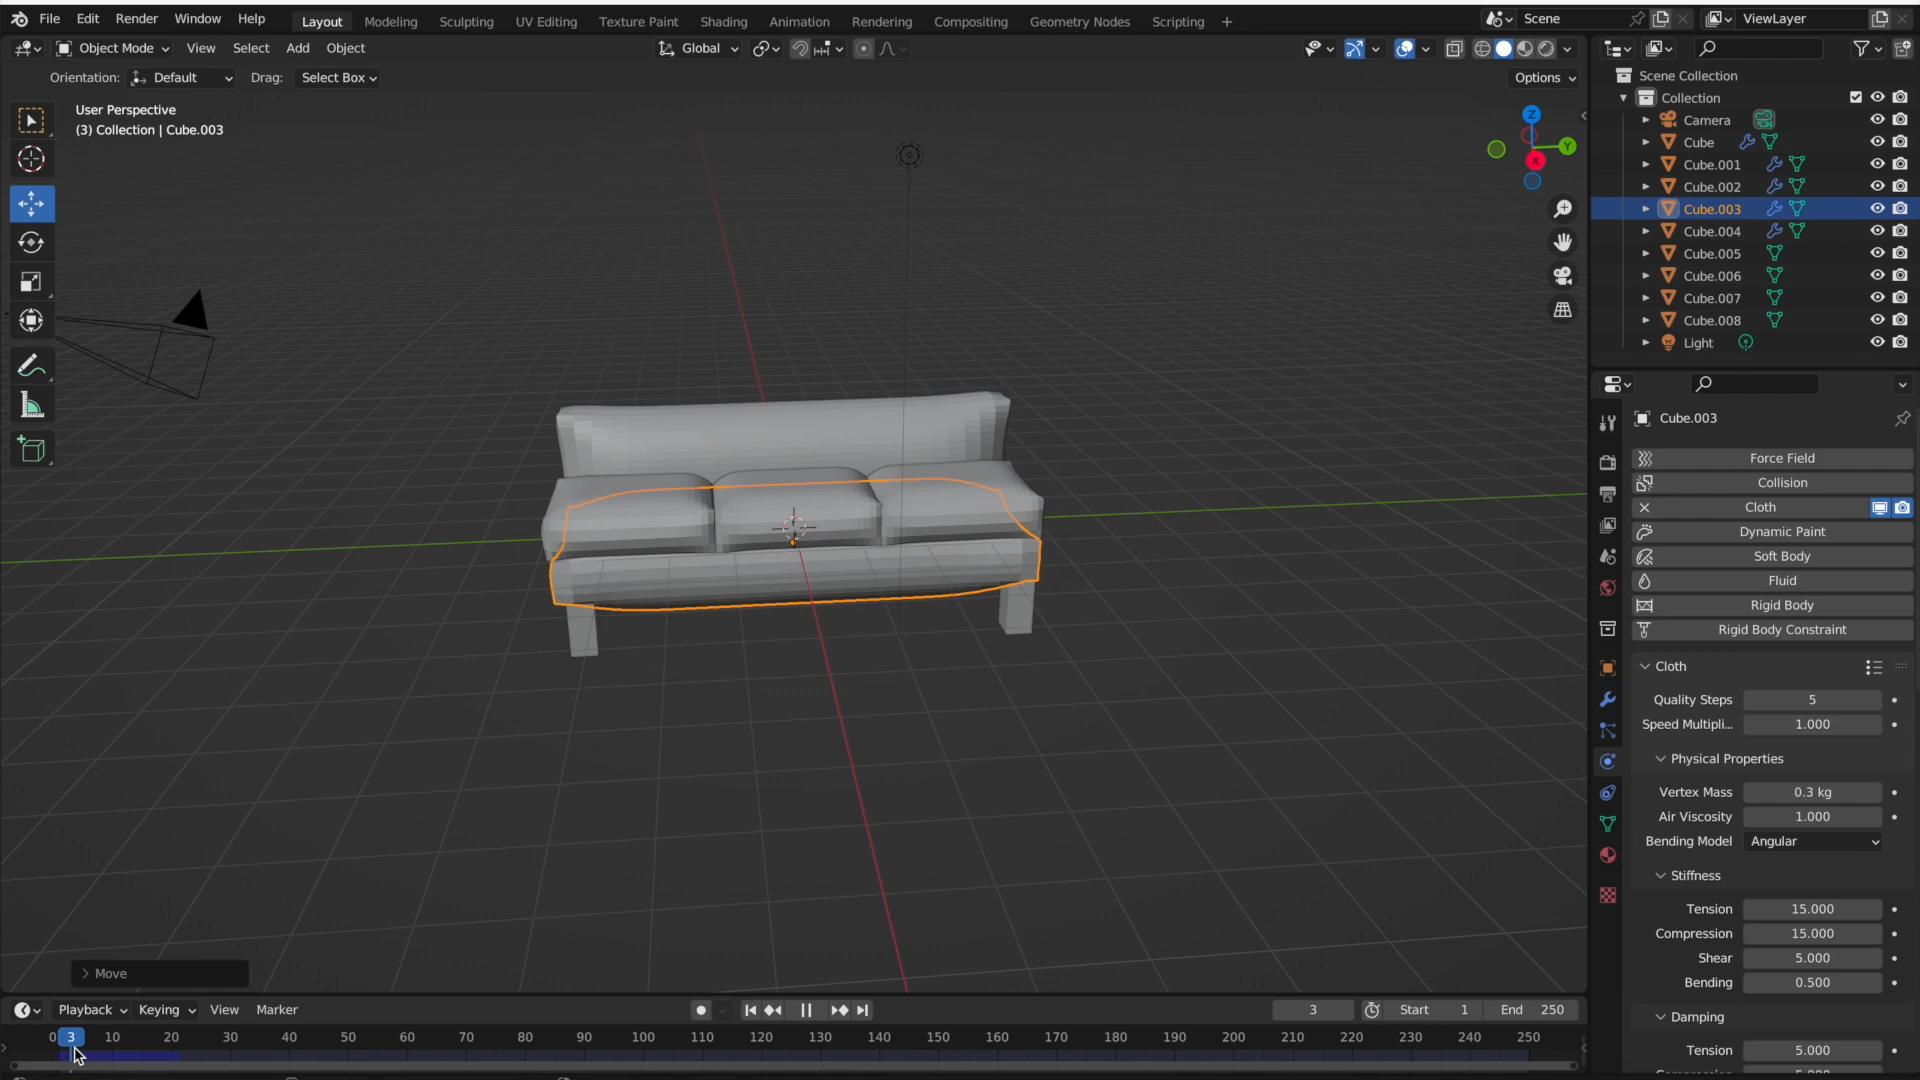 File Edit Render Window Help Layout Modeling Sculpting UV Editing Texture Paint Shading Animation Rendering Compositing Geometry Nodes Scripting + Scene ViewLayer
Object Mode View Select Add Object Global
Orientation: Default Drag: Select Box Options
User Perspective
(3) Collection | Cube.003
Z
Y
X
Scene Collection
Collection
Camera
Cube
Cube.001
Cube.002
Cube.003
Cube.004
Cube.005
Cube.006
Cube.007
Cube.008
Light
Cube.003
Force Field
Collision
Cloth
Dynamic Paint
Soft Body
Fluid
Rigid Body
Rigid Body Constraint
Cloth
Quality Steps 5
Speed Multipli... 1.000
Physical Properties
Vertex Mass 0.3 kg
Air Viscosity 1.000
Bending Model Angular
Stiffness
Tension 15.000
Compression 15.000
Shear 5.000
Bending 0.500
Damping
Tension 5.000
Move
Playback Keying View Marker 3 Start 1 End 250
0 3 10 20 30 40 50 60 70 80 90 100 110 120 130 140 150 160 170 180 190 200 210 220 230 240 250